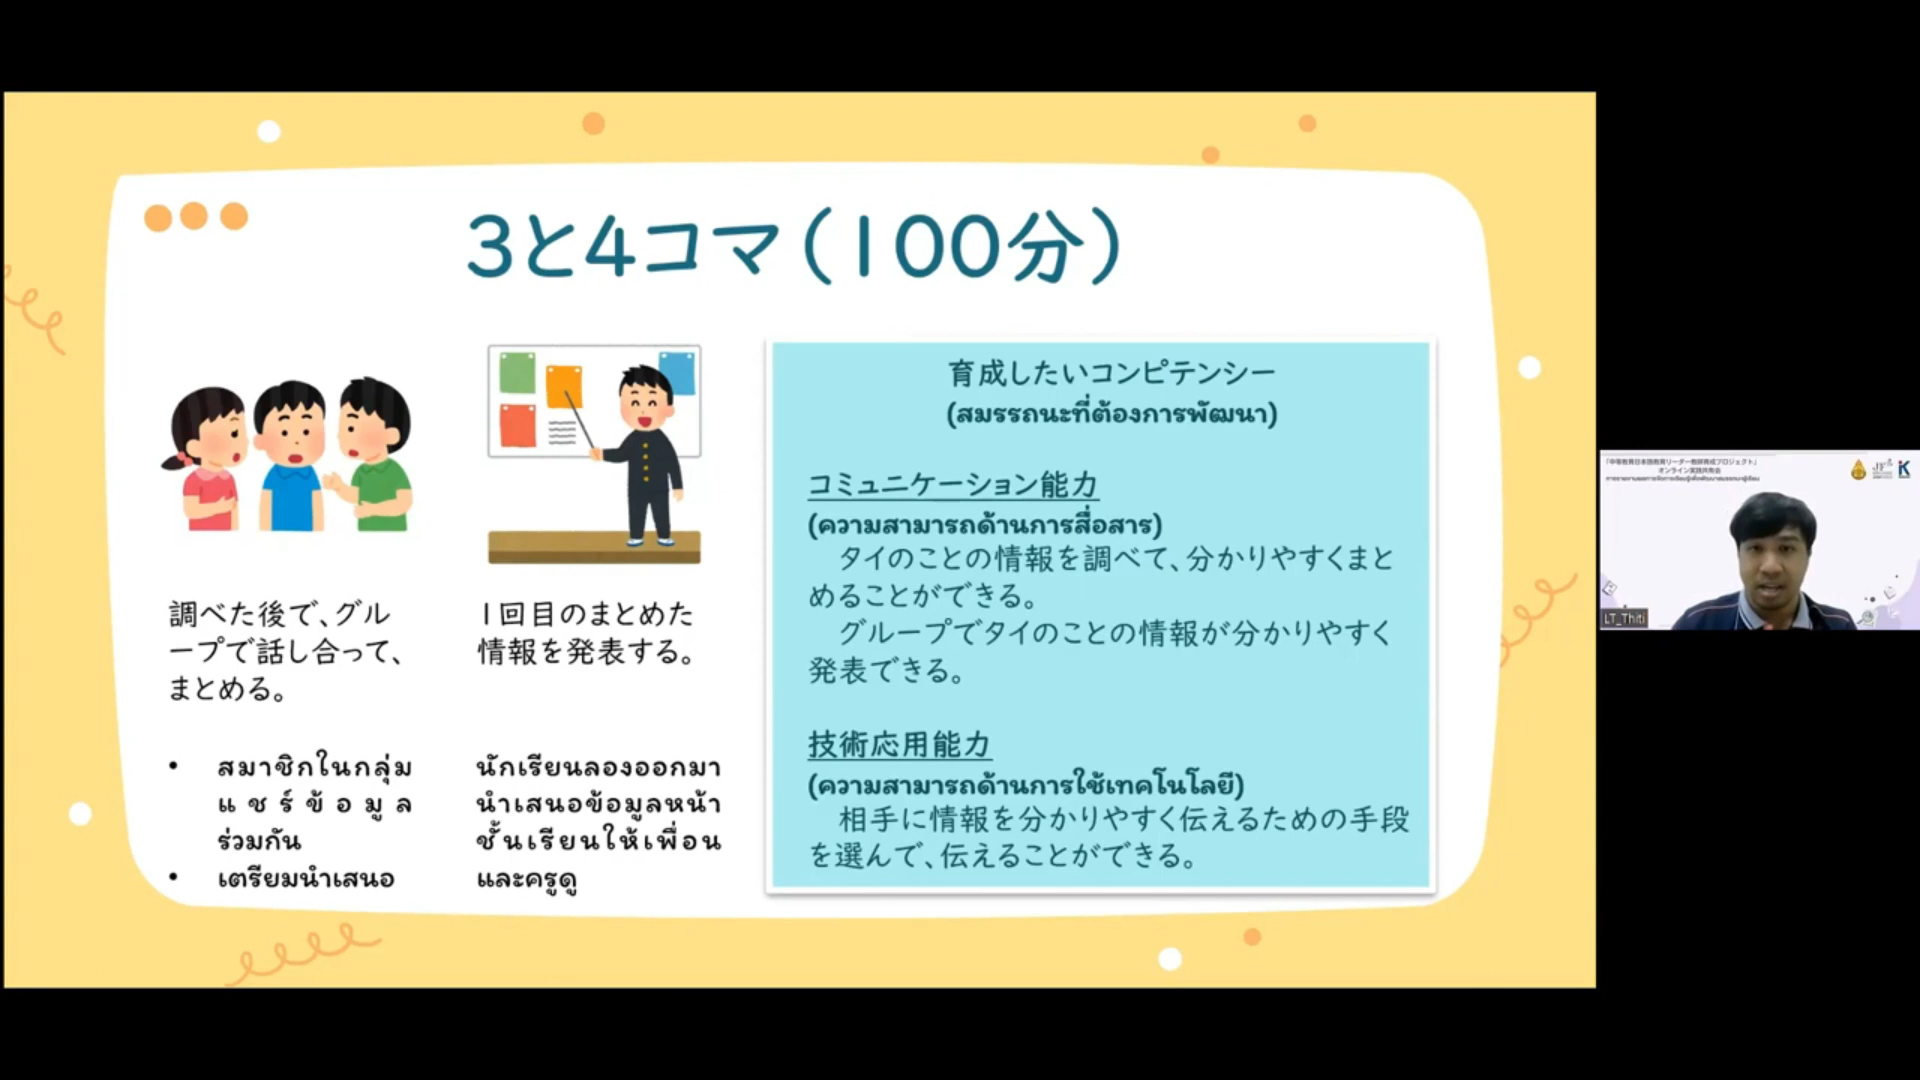 3と4コマ（100分）
調べた後で、グル
ープで話し合って、
まとめる。
• สมาชิกในกลุ่ม
แชร์ข้อมูล
ร่วมกัน
• เตรียมนำเสนอ
1回目のまとめた
情報を発表する。
นักเรียนลองออกมา
นำเสนอข้อมูลหน้า
ชั้นเรียนให้เพื่อน
และครูดู
育成したいコンピテンシー
(สมรรถนะที่ต้องการพัฒนา)
コミュニケーション能力
(ความสามารถด้านการสื่อสาร)
タイのことの情報を調べて、分かりやすくまと
めることができる。
グループでタイのことの情報が分かりやすく
発表できる。
技術応用能力
(ความสามารถด้านการใช้เทคโนโลยี)
相手に情報を分かりやすく伝えるための手段
を選んで、伝えることができる。
「中等教育日本語教育リーダー教師育成プロジェクト」
オンライン実践共有会
LT_Thiti